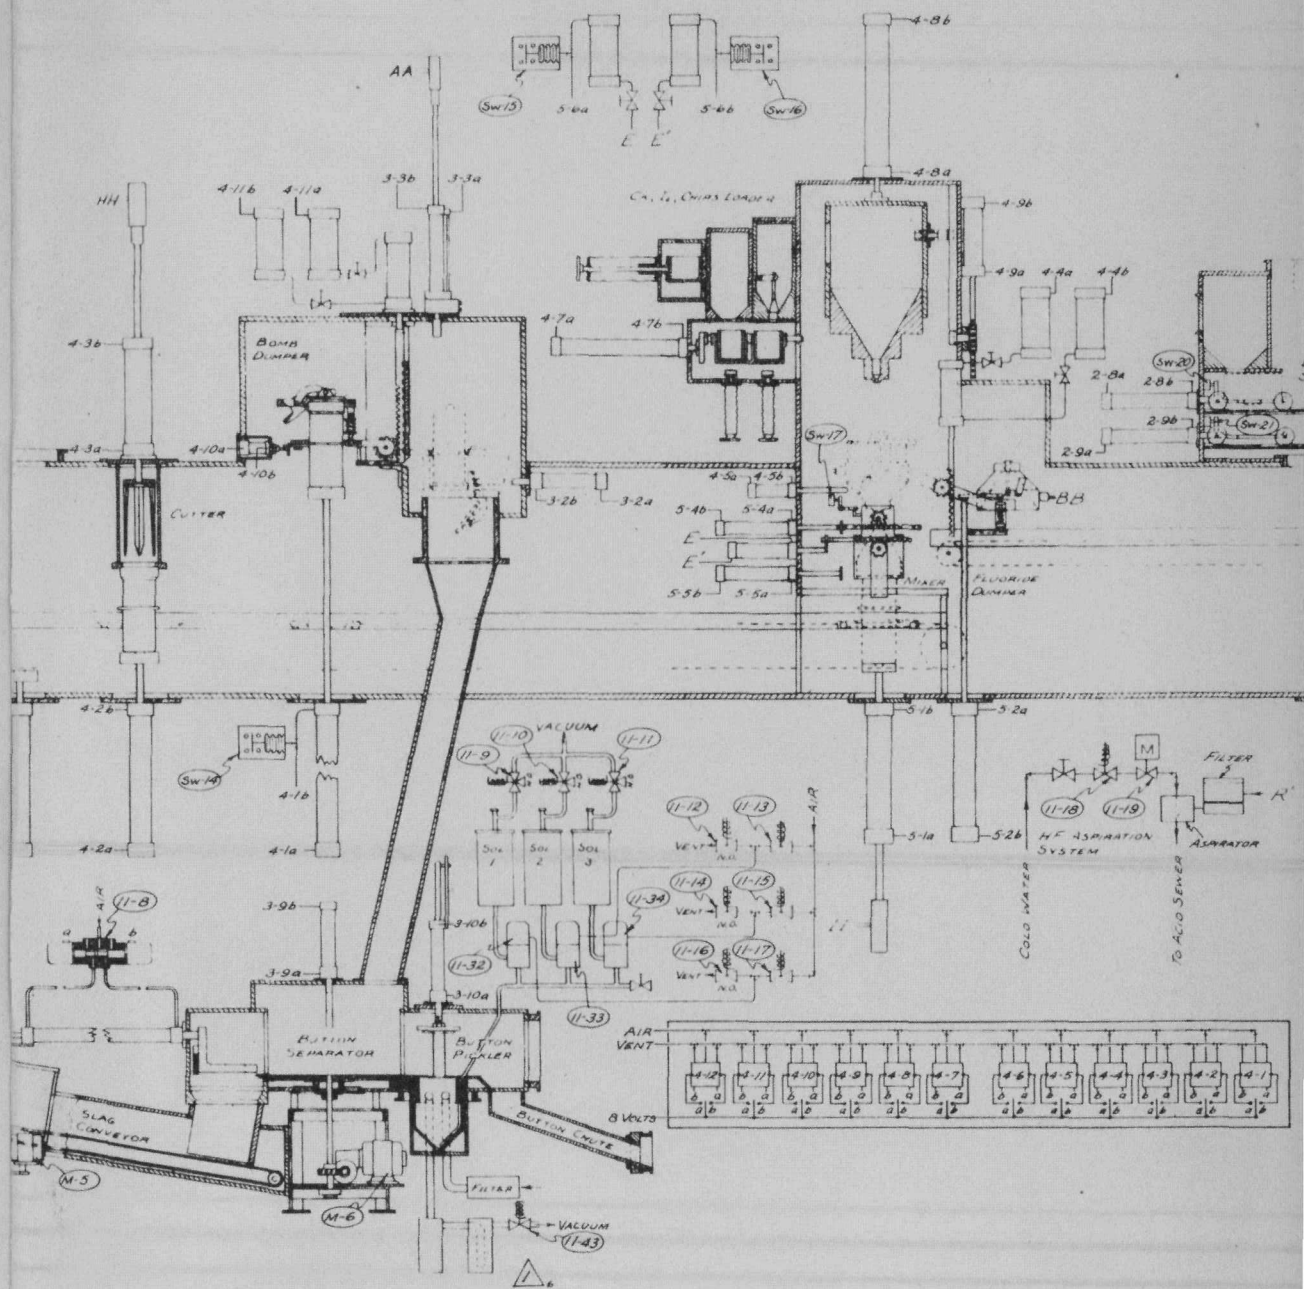 4-8b
AA
Sw-15
5-6a
5-6b
Sw-16
E
E'
4-8a
HH
4-11b
4-11a
3-3b
3-3a
Ca, I₂, CHIPS LOADER
4-9b
4-9a
4-4a
4-4b
4-3b
BOMB
DUMPER
4-7a
4-7b
Sw-20
2-8a
2-8b
2-9b
Sw-21
2-9a
4-3a
4-10a
4-10b
Sw-17
CUTTER
3-2b
3-2a
4-5a
4-5b
BB
5-4b
5-4a
E
E'
5-5b
5-5a
MIXER
FLUORIDE
DUMPER
4-2b
5-1b
5-2a
Sw-14
4-1b
VACUUM
11-9
11-10
11-11
M
FILTER
R'
11-18
11-19
HF ASPIRATION
SYSTEM
ASPIRATOR
COLD WATER
TO ACID SEWER
4-2a
4-1a
SOL
1
SOL
2
SOL
3
11-12
11-13
AIR
VENT
N.O.
5-1a
5-2b
AIR
11-8
a
b
3-9b
3-10b
11-34
11-14
11-15
VENT
N.O.
11-32
11-16
11-17
VENT
N.O.
3-9a
3-10a
11-33
BUTTON
SEPARATOR
BUTTON
PICKLER
AIR
VENT
4-12
4-11
4-10
4-9
4-8
4-7
4-6
4-5
4-4
4-3
4-2
4-1
b a b a b a b a b a b a b a b a b a b a b a b a
a b a b a b a b a b a b a b a b a b a b a b a b
8 VOLTS
SLAG
CONVEYOR
BUTTON CHUTE
M-5
M-6
FILTER
VACUUM
11-43
1
6